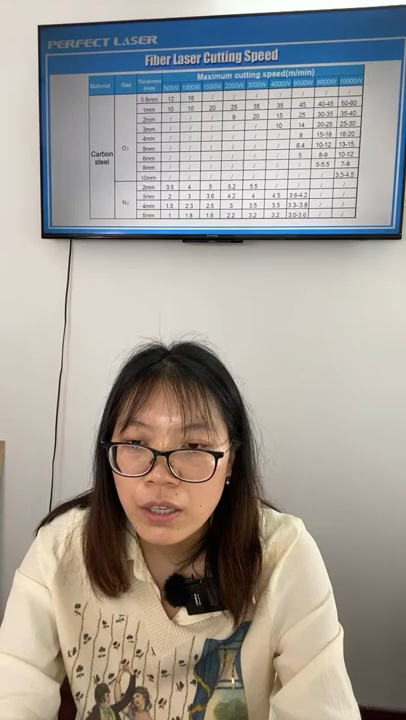 PERFECT LASER
Fiber Laser Cutting Speed
Material Gas Thickness (mm) Maximum cutting speed(m/min)
500W 1000W 1500W 2000W 3000W 4000W 6000W 8000W 10000W
Carbon steel
O₂
0.8mm 12 18 / / / / / / /
1mm 10 10 20 25 35 35 45 40-45 50-60
2mm / / / 9 20 15 25 30-35 35-40
3mm / / / / / 10 14 20-25 25-30
4mm / / / / / / 8 15-18 18-20
5mm / / / / / / 6.4 10-12 13-15
6mm / / / / / / 5 8-9 10-12
8mm / / / / / / / 5-5.5 7-8
10mm / / / / / / / / 3.5-4.5
N₂
2mm 3.5 4 5 5.2 5.5 / / / /
3mm 2 3 3.6 4.2 4 4.5 3.6-4.2 / /
4mm 1.5 2.3 2.5 3 3.5 3.5 3.3-3.8 / /
5mm 1 1.8 1.8 2.2 3.2 3.2 3.0-3.6 / /